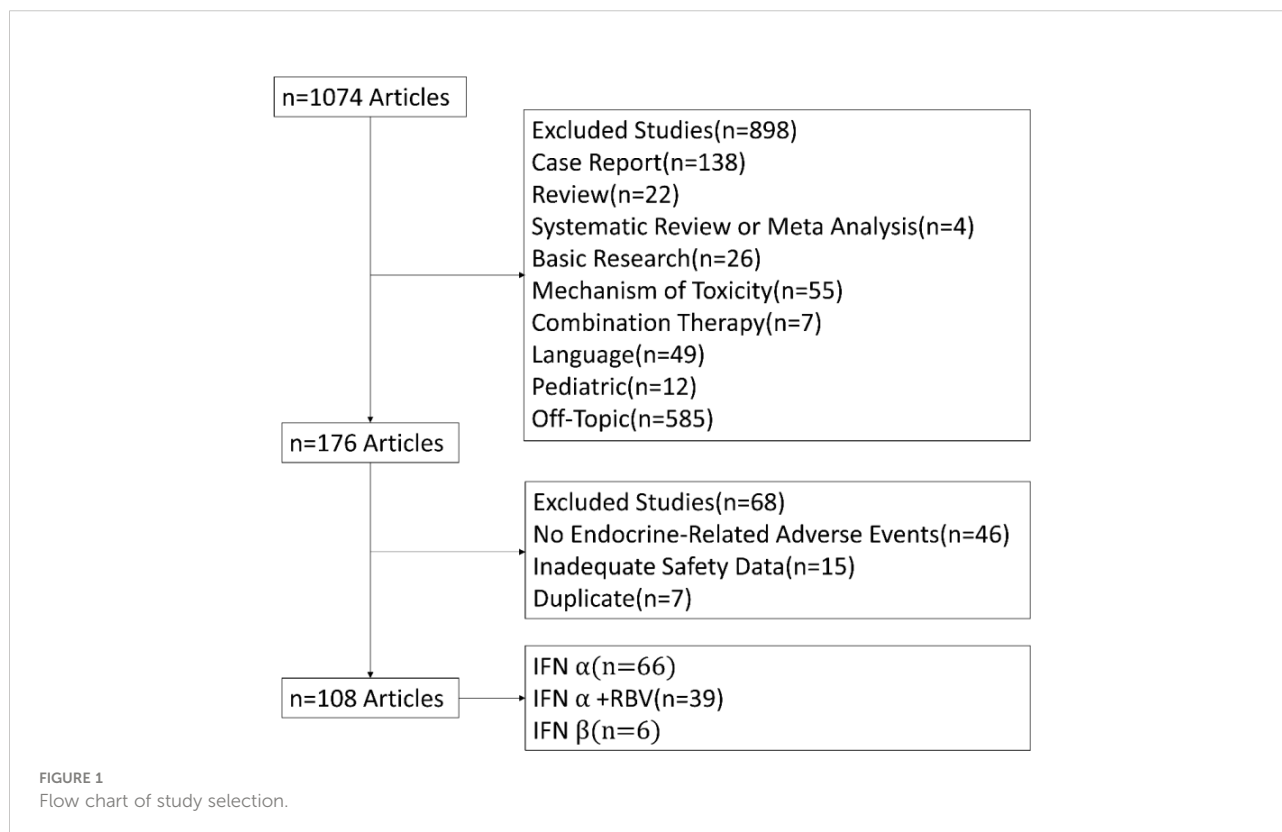 n=1074 Articles
Excluded Studies(n=898)
Case Report(n=138)
Review(n=22)
Systematic Review or Meta Analysis(n=4)
Basic Research(n=26)
Mechanism of Toxicity(n=55)
Combination Therapy(n=7)
Language(n=49)
Pediatric(n=12)
Off-Topic(n=585)
n=176 Articles
Excluded Studies(n=68)
No Endocrine-Related Adverse Events(n=46)
Inadequate Safety Data(n=15)
Duplicate(n=7)
n=108 Articles
IFN α(n=66)
IFN α +RBV(n=39)
IFN β(n=6)
FIGURE 1
Flow chart of study selection.